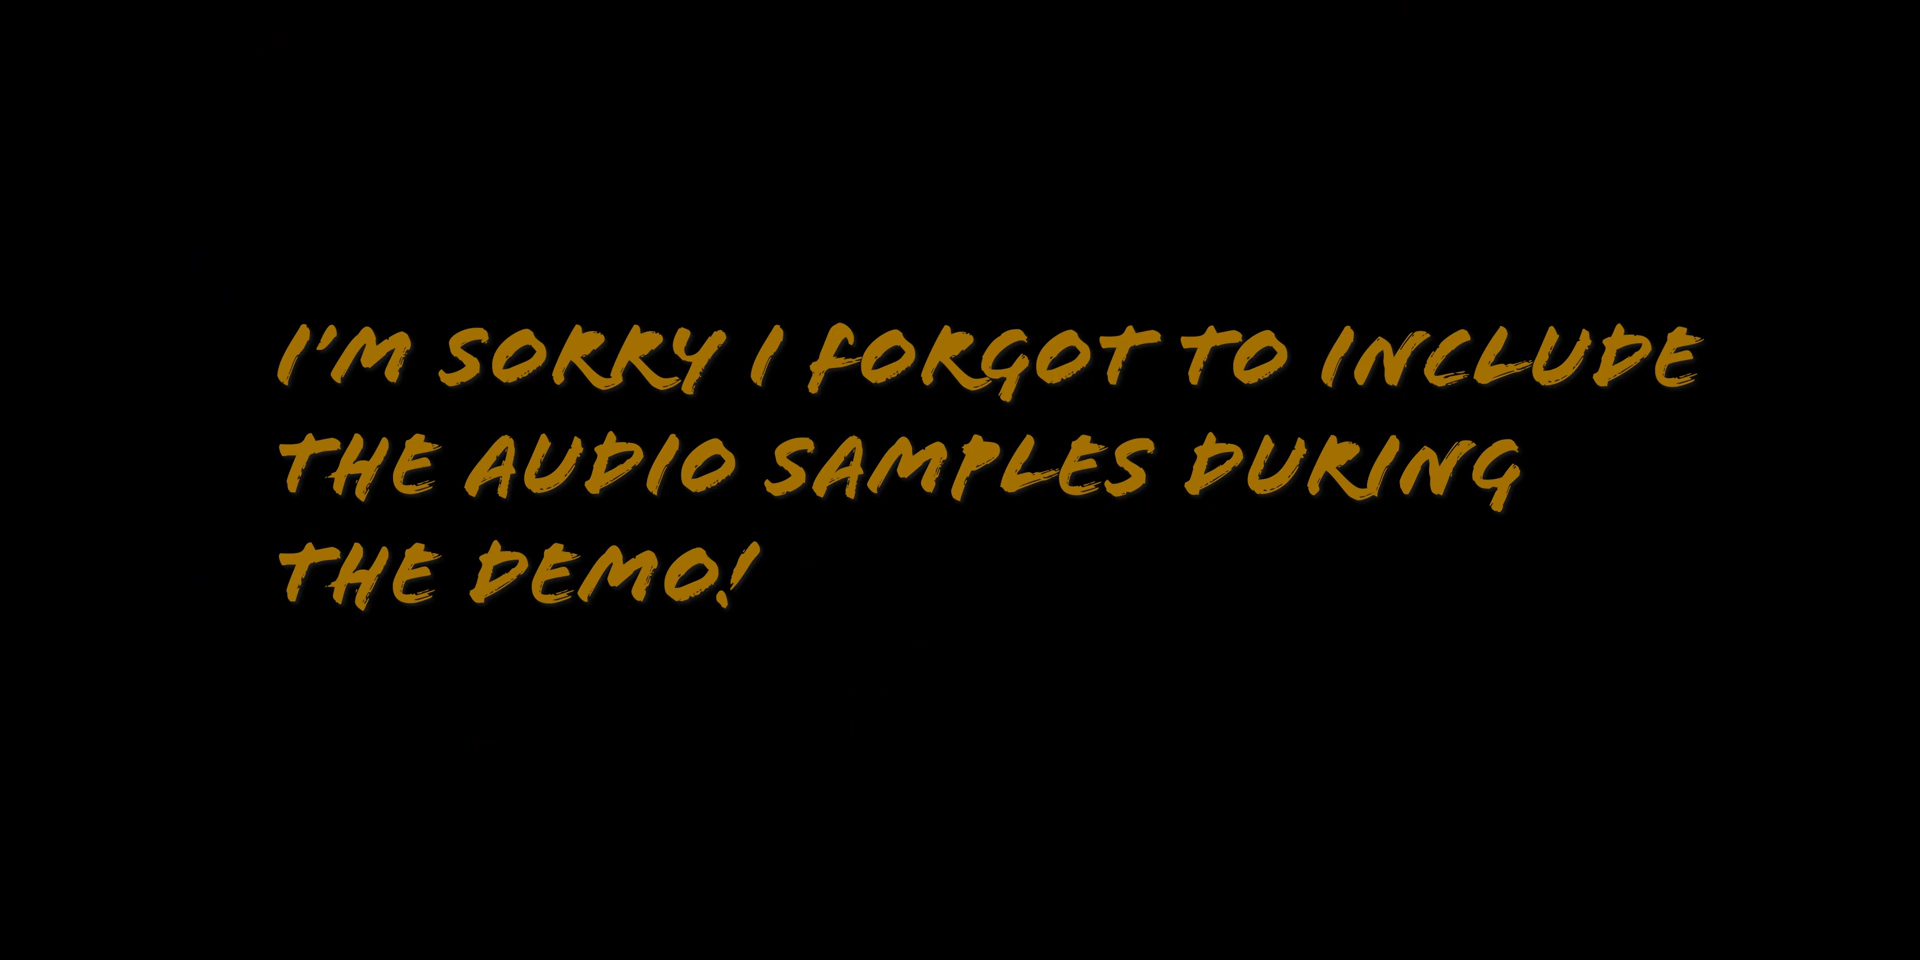 I'M SORRY I FORGOT TO INCLUDE
THE AUDIO SAMPLES DURING
THE DEMO!